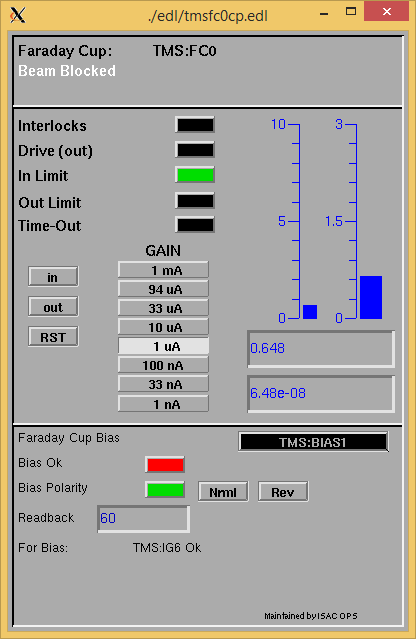 ./edl/tmsfc0cp.edl
Faraday Cup: TMS:FC0
Beam Blocked
Interlocks
Drive (out)
In Limit
Out Limit
Time-Out
GAIN
1 mA
94 uA
33 uA
10 uA
1 uA
100 nA
33 nA
1 nA
in
out
RST
10
5
0
3
1.5
0
0.648
6.48e-08
Faraday Cup Bias TMS:BIAS1
Bias Ok
Bias Polarity Nrml Rev
Readback 60
For Bias: TMS:IG6 Ok
Maintained by ISAC OPS